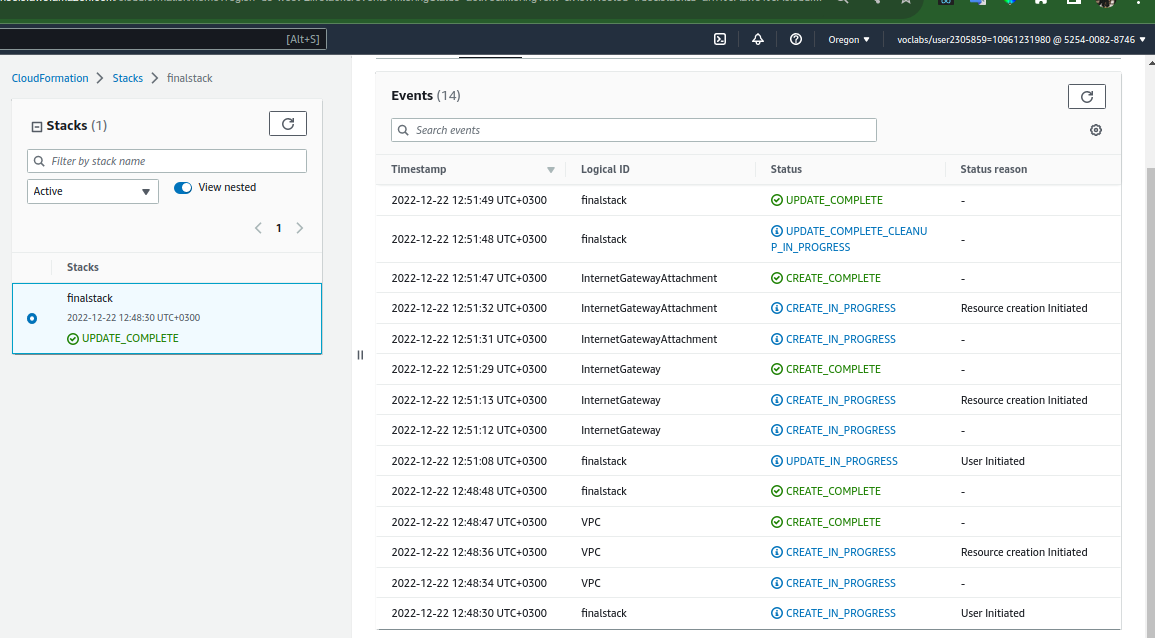 [Alt+S]
Oregon ▼
voclabs/user2305859=10961231980 @ 5254-0082-8746 ▼
CloudFormation > Stacks > finalstack
Stacks (1)
Filter by stack name
Active
View nested
1
Stacks
finalstack
2022-12-22 12:48:30 UTC+0300
UPDATE_COMPLETE
Events (14)
Search events
Timestamp Logical ID Status Status reason
2022-12-22 12:51:49 UTC+0300 finalstack UPDATE_COMPLETE -
2022-12-22 12:51:48 UTC+0300 finalstack UPDATE_COMPLETE_CLEANU
P_IN_PROGRESS -
2022-12-22 12:51:47 UTC+0300 InternetGatewayAttachment CREATE_COMPLETE -
2022-12-22 12:51:32 UTC+0300 InternetGatewayAttachment CREATE_IN_PROGRESS Resource creation Initiated
2022-12-22 12:51:31 UTC+0300 InternetGatewayAttachment CREATE_IN_PROGRESS -
2022-12-22 12:51:29 UTC+0300 InternetGateway CREATE_COMPLETE -
2022-12-22 12:51:13 UTC+0300 InternetGateway CREATE_IN_PROGRESS Resource creation Initiated
2022-12-22 12:51:12 UTC+0300 InternetGateway CREATE_IN_PROGRESS -
2022-12-22 12:51:08 UTC+0300 finalstack UPDATE_IN_PROGRESS User Initiated
2022-12-22 12:48:48 UTC+0300 finalstack CREATE_COMPLETE -
2022-12-22 12:48:47 UTC+0300 VPC CREATE_COMPLETE -
2022-12-22 12:48:36 UTC+0300 VPC CREATE_IN_PROGRESS Resource creation Initiated
2022-12-22 12:48:34 UTC+0300 VPC CREATE_IN_PROGRESS -
2022-12-22 12:48:30 UTC+0300 finalstack CREATE_IN_PROGRESS User Initiated